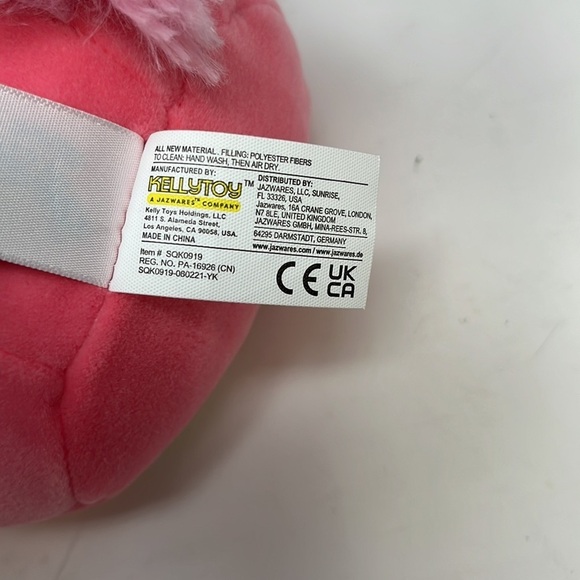 ALL NEW MATERIAL. FILLING: POLYESTER FIBERS
TO CLEAN: HAND WASH, THEN AIR DRY.
MANUFACTURED BY:
KELLYTOY™
A JAZWARES™ COMPANY
Kelly Toys Holdings, LLC
4811 S. Alameda Street,
Los Angeles, CA 90058, USA.
MADE IN CHINA
DISTRIBUTED BY:
JAZWARES, LLC, SUNRISE,
FL 33326, USA
Jazwares, 16A CRANE GROVE, LONDON,
N7 8LE, UNITED KINGDOM
JAZWARES GMBH, MINA-REES-STR. 8,
64295 DARMSTADT, GERMANY
www.jazwares.com / www.jazwares.de
Item # SQK0919
REG. NO. PA-16926 (CN)
SQK0919-080221-YK
CE UK
CA